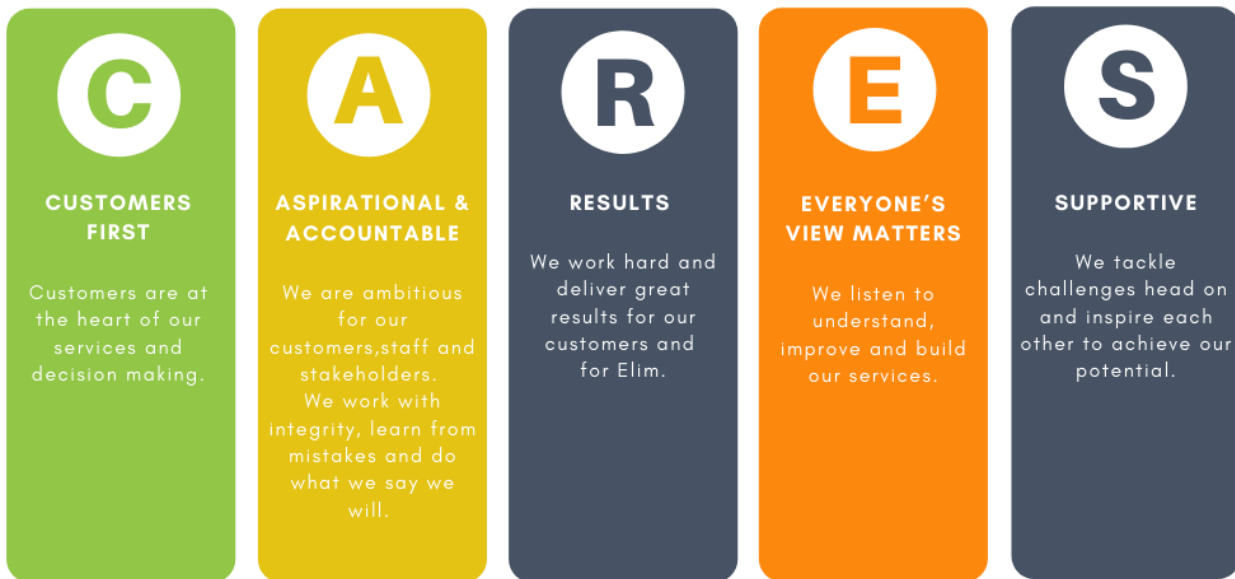 C
CUSTOMERS
FIRST
Customers are at
the heart of our
services and
decision making.
A
ASPIRATIONAL &
ACCOUNTABLE
We are ambitious
for our
customers,staff and
stakeholders.
We work with
integrity, learn from
mistakes and do
what we say we
will.
R
RESULTS
We work hard and
deliver great
results for our
customers and
for Elim.
E
EVERYONE’S
VIEW MATTERS
We listen to
understand,
improve and build
our services.
S
SUPPORTIVE
We tackle
challenges head on
and inspire each
other to achieve our
potential.